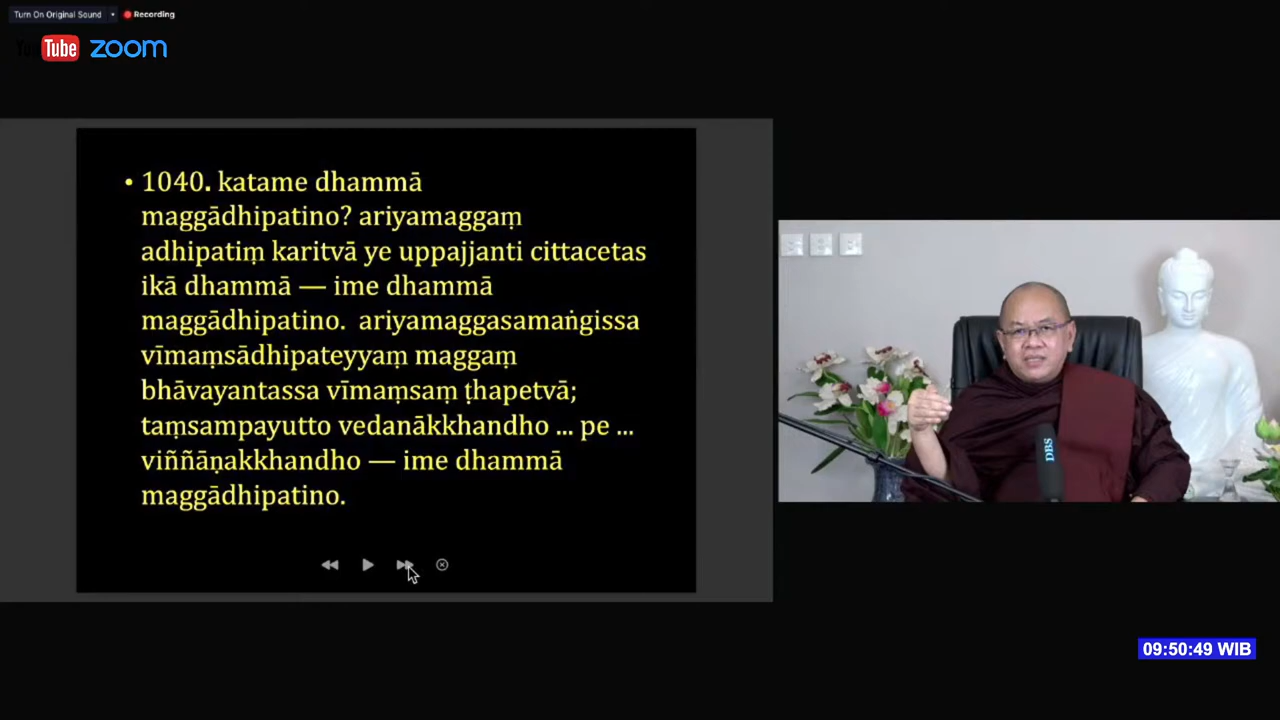 Turn On Original Sound
Recording
YouTube zoom
• 1040. katame dhammā
maggādhipatino? ariyamaggaṃ
adhipatiṃ karitvā ye uppajjanti cittacetas
ikā dhammā — ime dhammā
maggādhipatino.  ariyamaggasamaṅgissa
vīmaṃsādhipateyyaṃ maggaṃ
bhāvayantassa vīmaṃsaṃ ṭhapetvā;
taṃsampayutto vedanākkhandho ... pe ...
viññāṇakkhandho — ime dhammā
maggādhipatino.
DBS
09:50:49 WIB